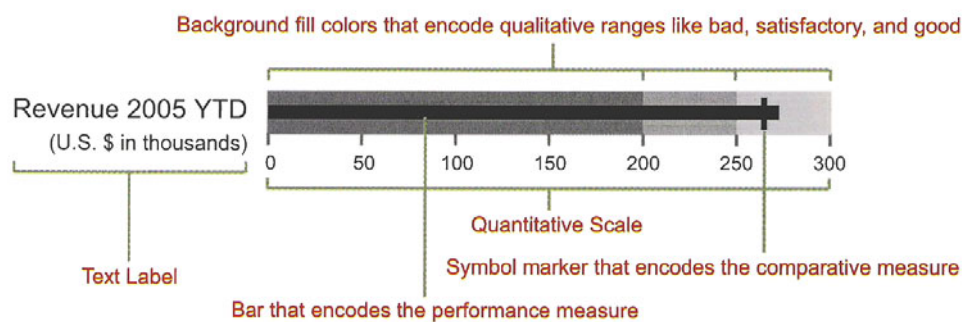 Background fill colors that encode qualitative ranges like bad, satisfactory, and good
Revenue 2005 YTD
(U.S. $ in thousands)
0 50 100 150 200 250 300
Quantitative Scale
Text Label
Symbol marker that encodes the comparative measure
Bar that encodes the performance measure